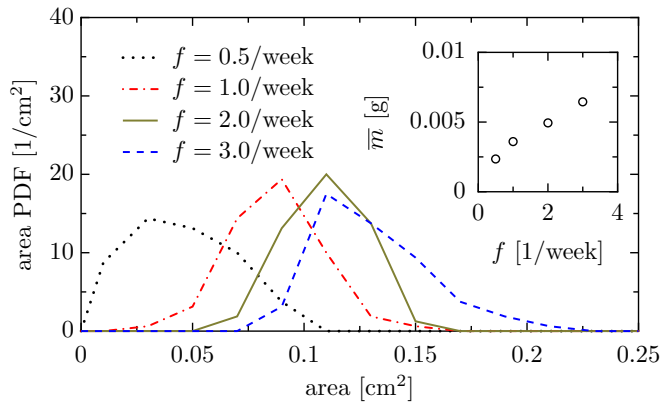 40
30
20
10
0
area PDF [1/cm²]
f = 0.5/week
f = 1.0/week
f = 2.0/week
f = 3.0/week
0.01
0.005
0
m̅ [g]
0 2 4
f [1/week]
0 0.05 0.1 0.15 0.2 0.25
area [cm²]